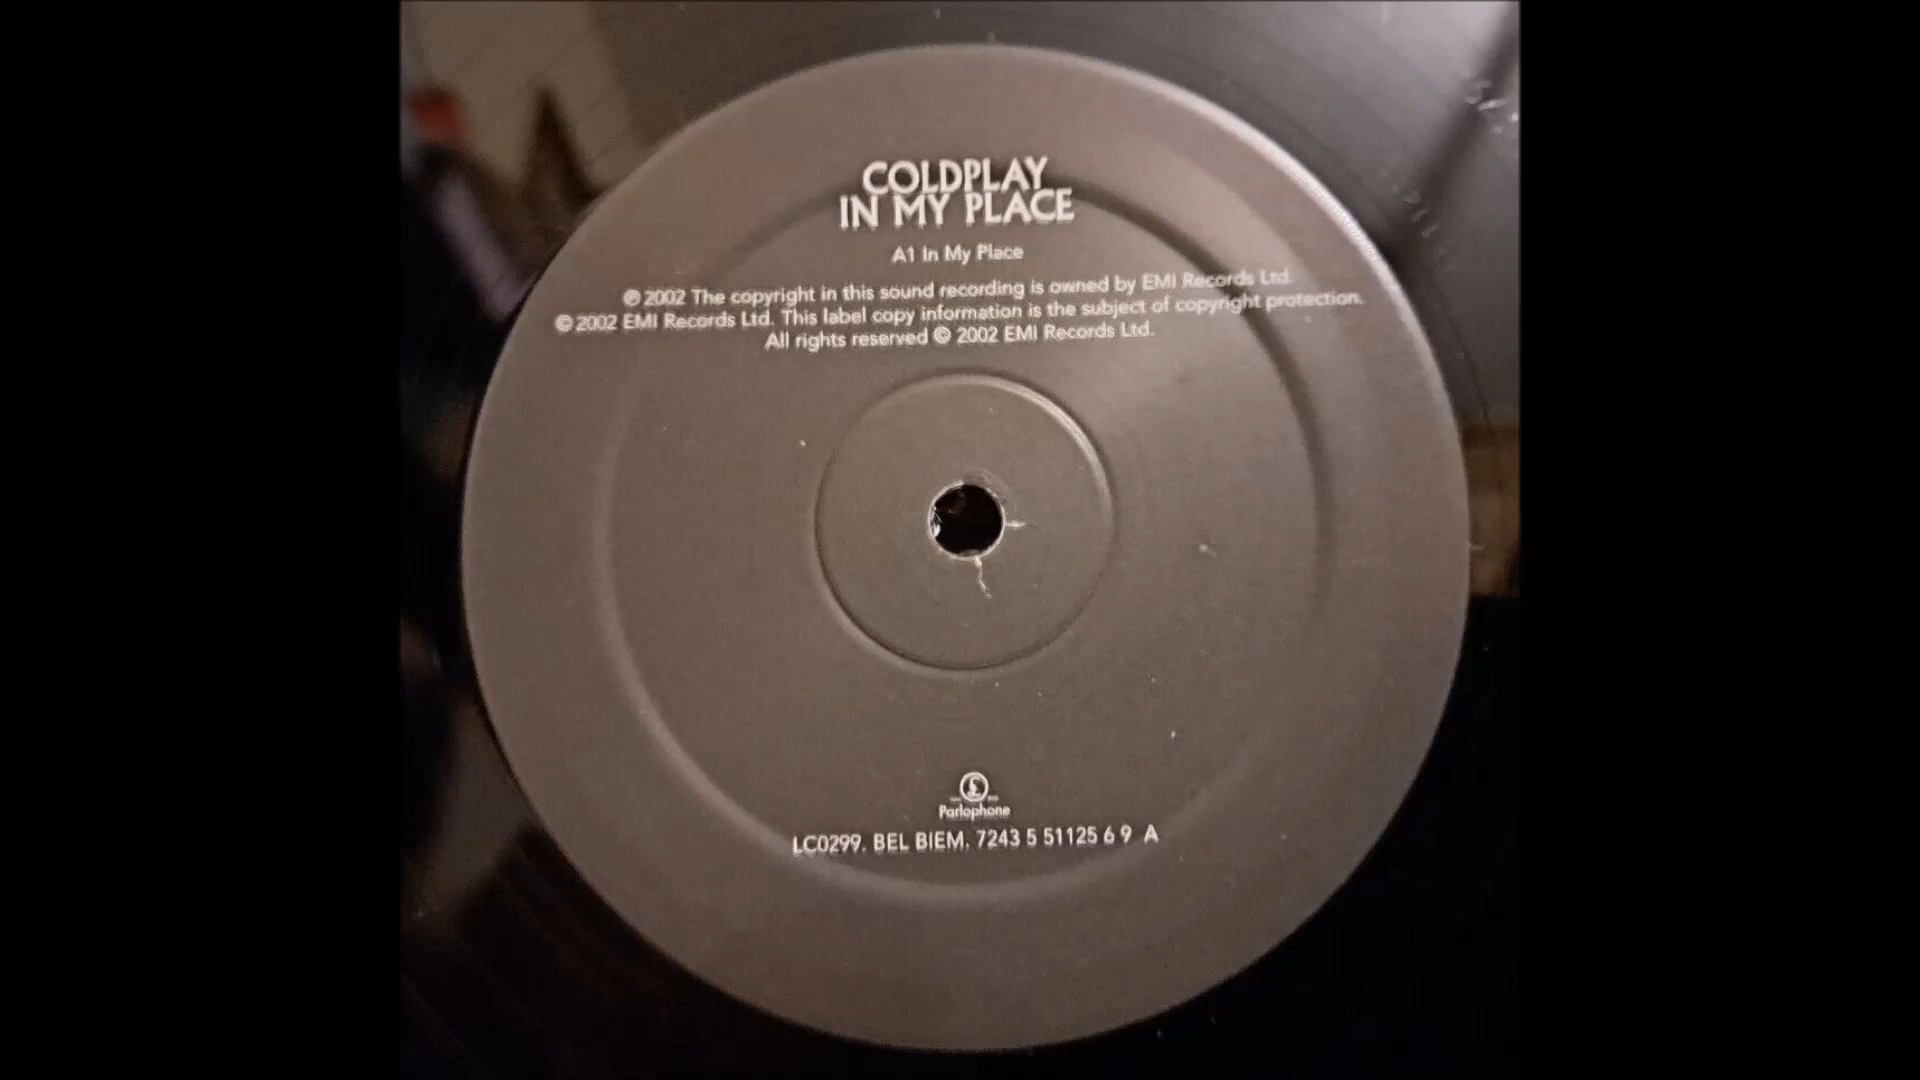 COLDPLAY
IN MY PLACE
A1 In My Place
℗ 2002 The copyright in this sound recording is owned by EMI Records Ltd.
© 2002 EMI Records Ltd. This label copy information is the subject of copyright protection.
All rights reserved © 2002 EMI Records Ltd.
£
Parlophone
LC0299. BEL BIEM. 7243 5 51125 6 9 A